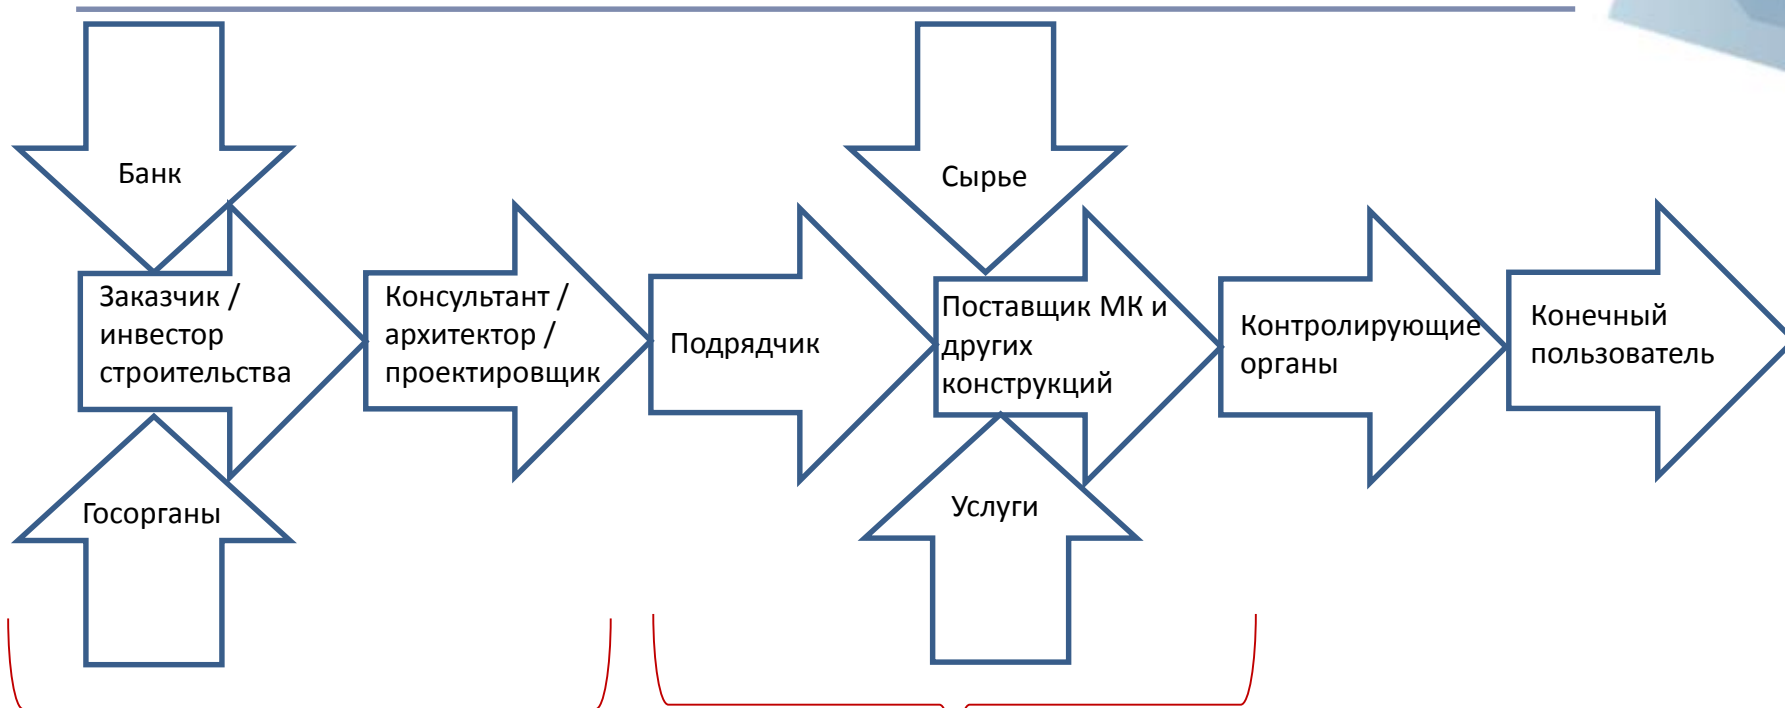 Банк
Сырье
Заказчик /
инвестор
строительства
Консультант /
архитектор /
проектировщик
Подрядчик
Поставщик МК и
других
конструкций
Контролирующие
органы
Конечный
пользователь
Госорганы
Услуги